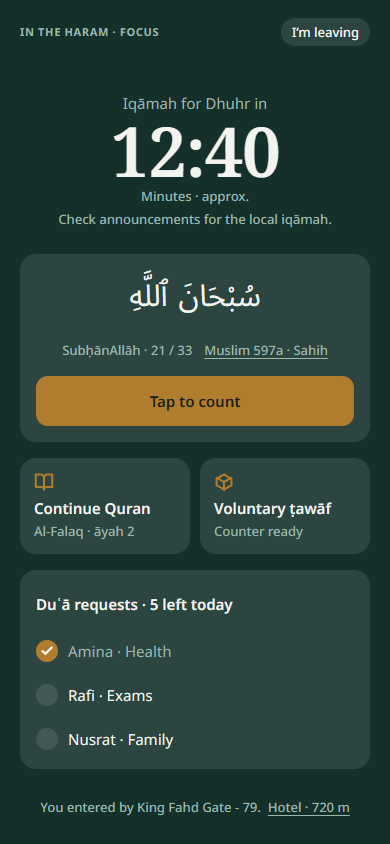 IN THE HARAM · FOCUS
I'm leaving
Iqāmah for Dhuhr in
12:40
Minutes · approx.
Check announcements for the local iqāmah.
سُبْحَانَ ٱللَّهِ
SubḥānAllāh · 21 / 33 Muslim 597a · Sahih
Tap to count
Continue Quran
Al-Falaq · āyah 2
Voluntary ṭawāf
Counter ready
Duʿā requests · 5 left today
Amina · Health
Rafi · Exams
Nusrat · Family
You entered by King Fahd Gate - 79. Hotel · 720 m